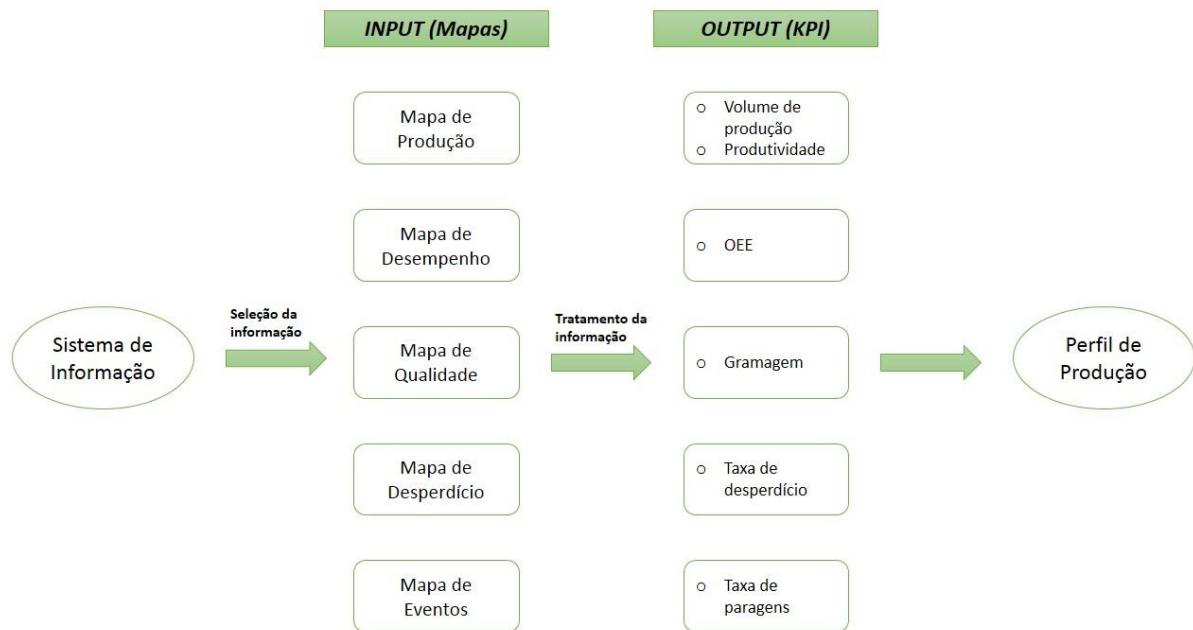 INPUT (Mapas)
OUTPUT (KPI)
Mapa de
Produção
o Volume de
produção
o Produtividade
Mapa de
Desempenho
o OEE
Sistema de
Informação
Seleção da
informação
Mapa de
Qualidade
Tratamento da
informação
o Gramagem
Perfil de
Produção
Mapa de
Desperdício
o Taxa de
desperdício
Mapa de
Eventos
o Taxa de
paragens